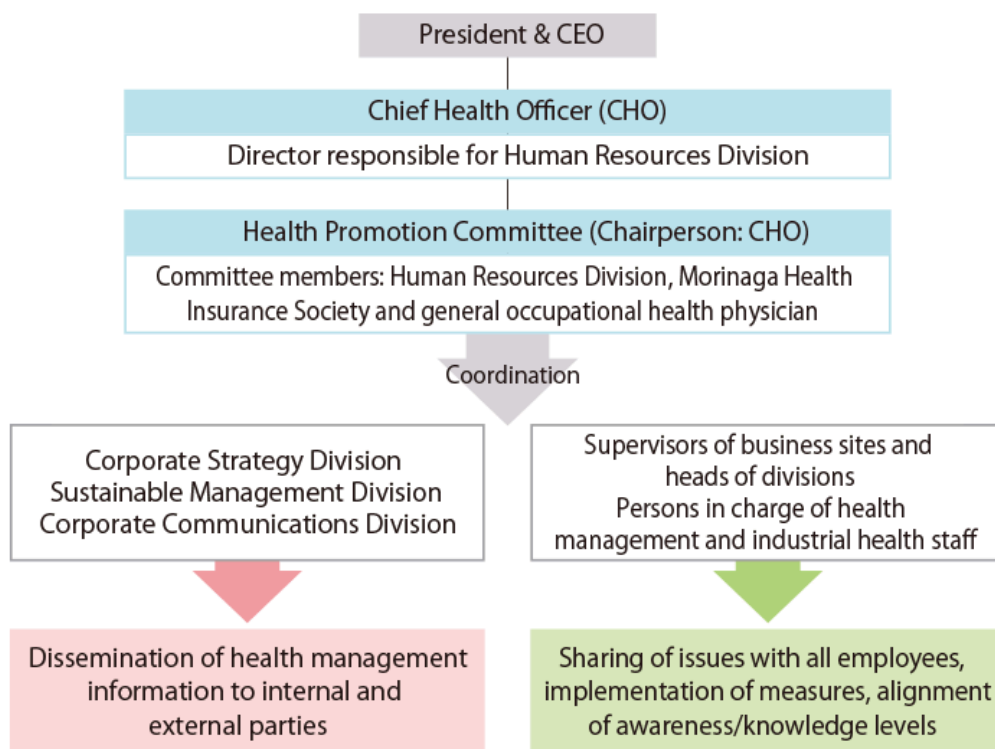 President & CEO
Chief Health Officer (CHO)
Director responsible for Human Resources Division
Health Promotion Committee (Chairperson: CHO)
Committee members: Human Resources Division, Morinaga Health
Insurance Society and general occupational health physician
Coordination
Corporate Strategy Division
Sustainable Management Division
Corporate Communications Division
Supervisors of business sites and
heads of divisions
Persons in charge of health
management and industrial health staff
Dissemination of health management
information to internal and
external parties
Sharing of issues with all employees,
implementation of measures, alignment
of awareness/knowledge levels